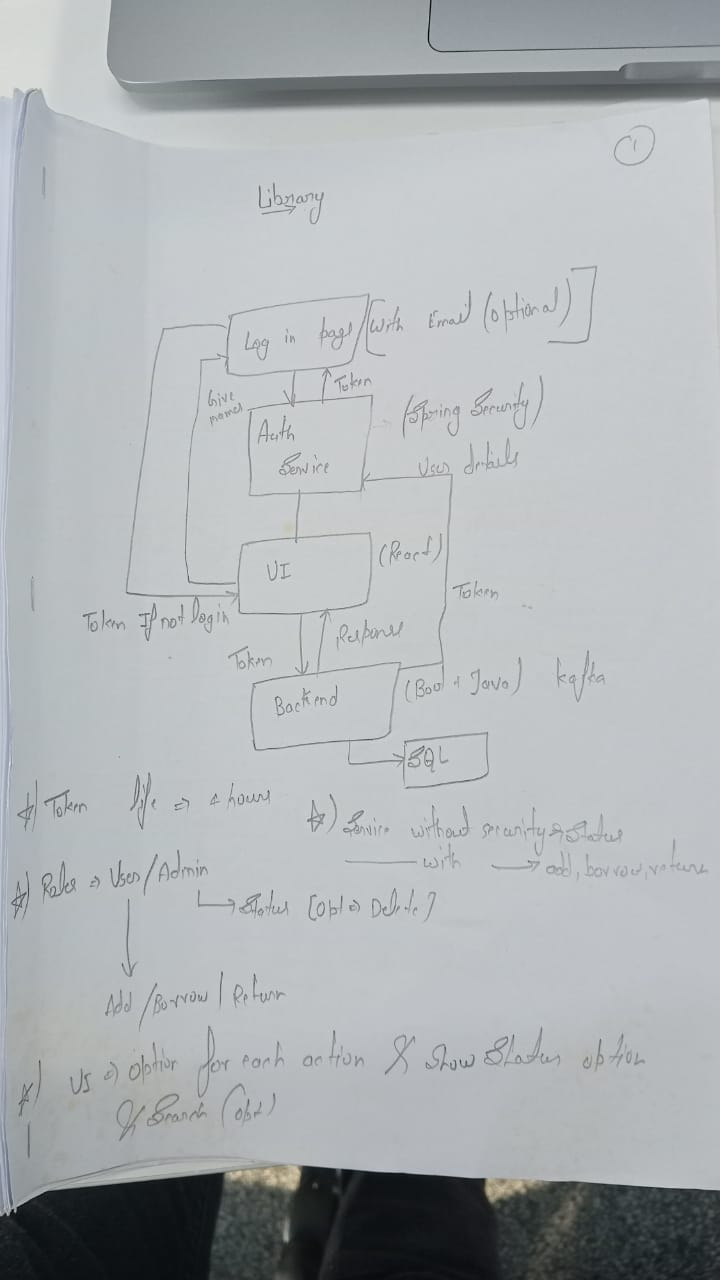 1
Library
Log in page [With Email (optional)]
Token
Give
Auth
Service
(Spring Security)
User details
UI
(React)
Token
Token If not login
Response
Token
Backend
(Boot + Java) kafka
SQL
*) Token life => hours
*) Service without security => Status
with → add, borrow, return
*) Roles => User/Admin
Status [Opt => Delete]
Add/Borrow/Return
*) => option for each action & Show Status option
& Search (opt)